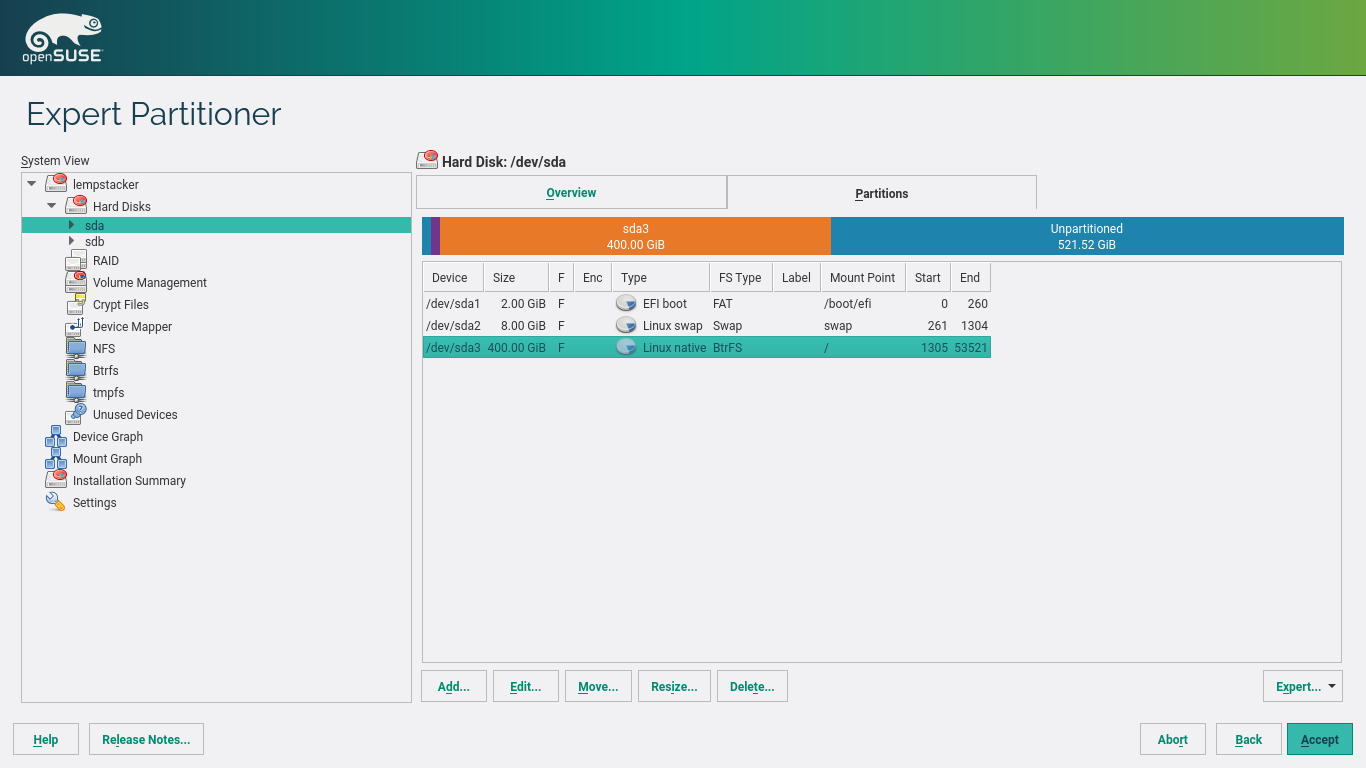 openSUSE
Expert Partitioner
System View
lempstacker
Hard Disks
sda
sdb
RAID
Volume Management
Crypt Files
Device Mapper
NFS
Btrfs
tmpfs
Unused Devices
Device Graph
Mount Graph
Installation Summary
Settings
Hard Disk: /dev/sda
Overview Partitions
sda3 Unpartitioned
400.00 GiB 521.52 GiB
Device Size F Enc Type FS Type Label Mount Point Start End
/dev/sda1 2.00 GiB F EFI boot FAT /boot/efi 0 260
/dev/sda2 8.00 GiB F Linux swap Swap swap 261 1304
/dev/sda3 400.00 GiB F Linux native BtrFS / 1305 53521
Add... Edit... Move... Resize... Delete... Expert...
Help Release Notes... Abort Back Accept